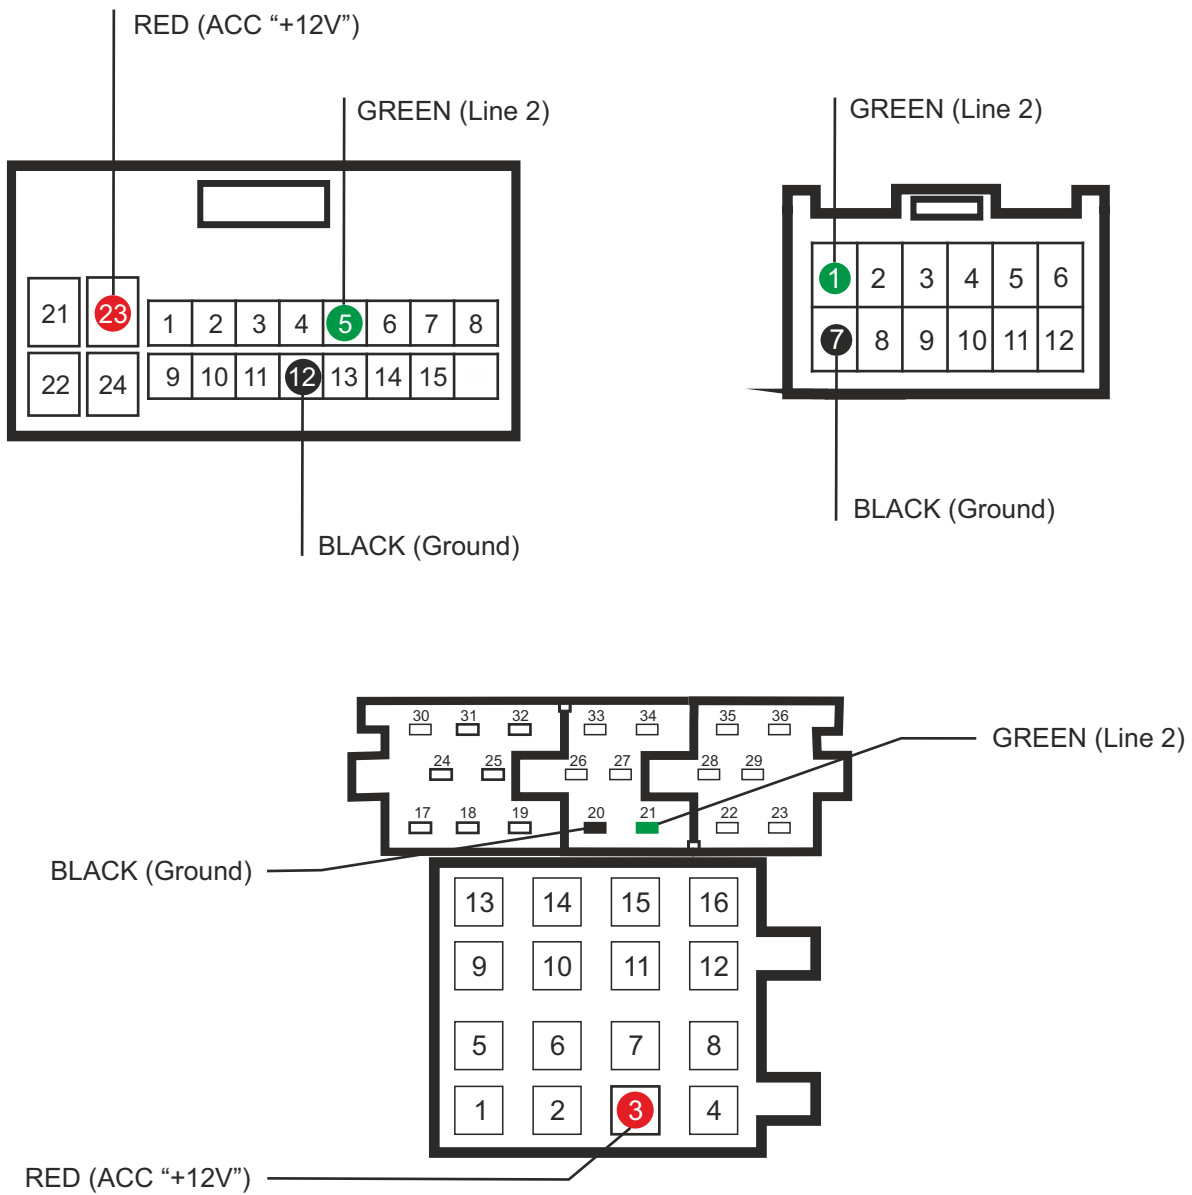 RED (ACC “+12V”)
GREEN (Line 2)
GREEN (Line 2)
21 23 1 2 3 4 5 6 7 8
22 24 9 10 11 12 13 14 15
1 2 3 4 5 6
7 8 9 10 11 12
BLACK (Ground)
BLACK (Ground)
30 31 32 33 34 35 36
GREEN (Line 2)
24 25 26 27 28 29
17 18 19 20 21 22 23
BLACK (Ground)
13 14 15 16
9 10 11 12
5 6 7 8
1 2 3 4
RED (ACC “+12V”)